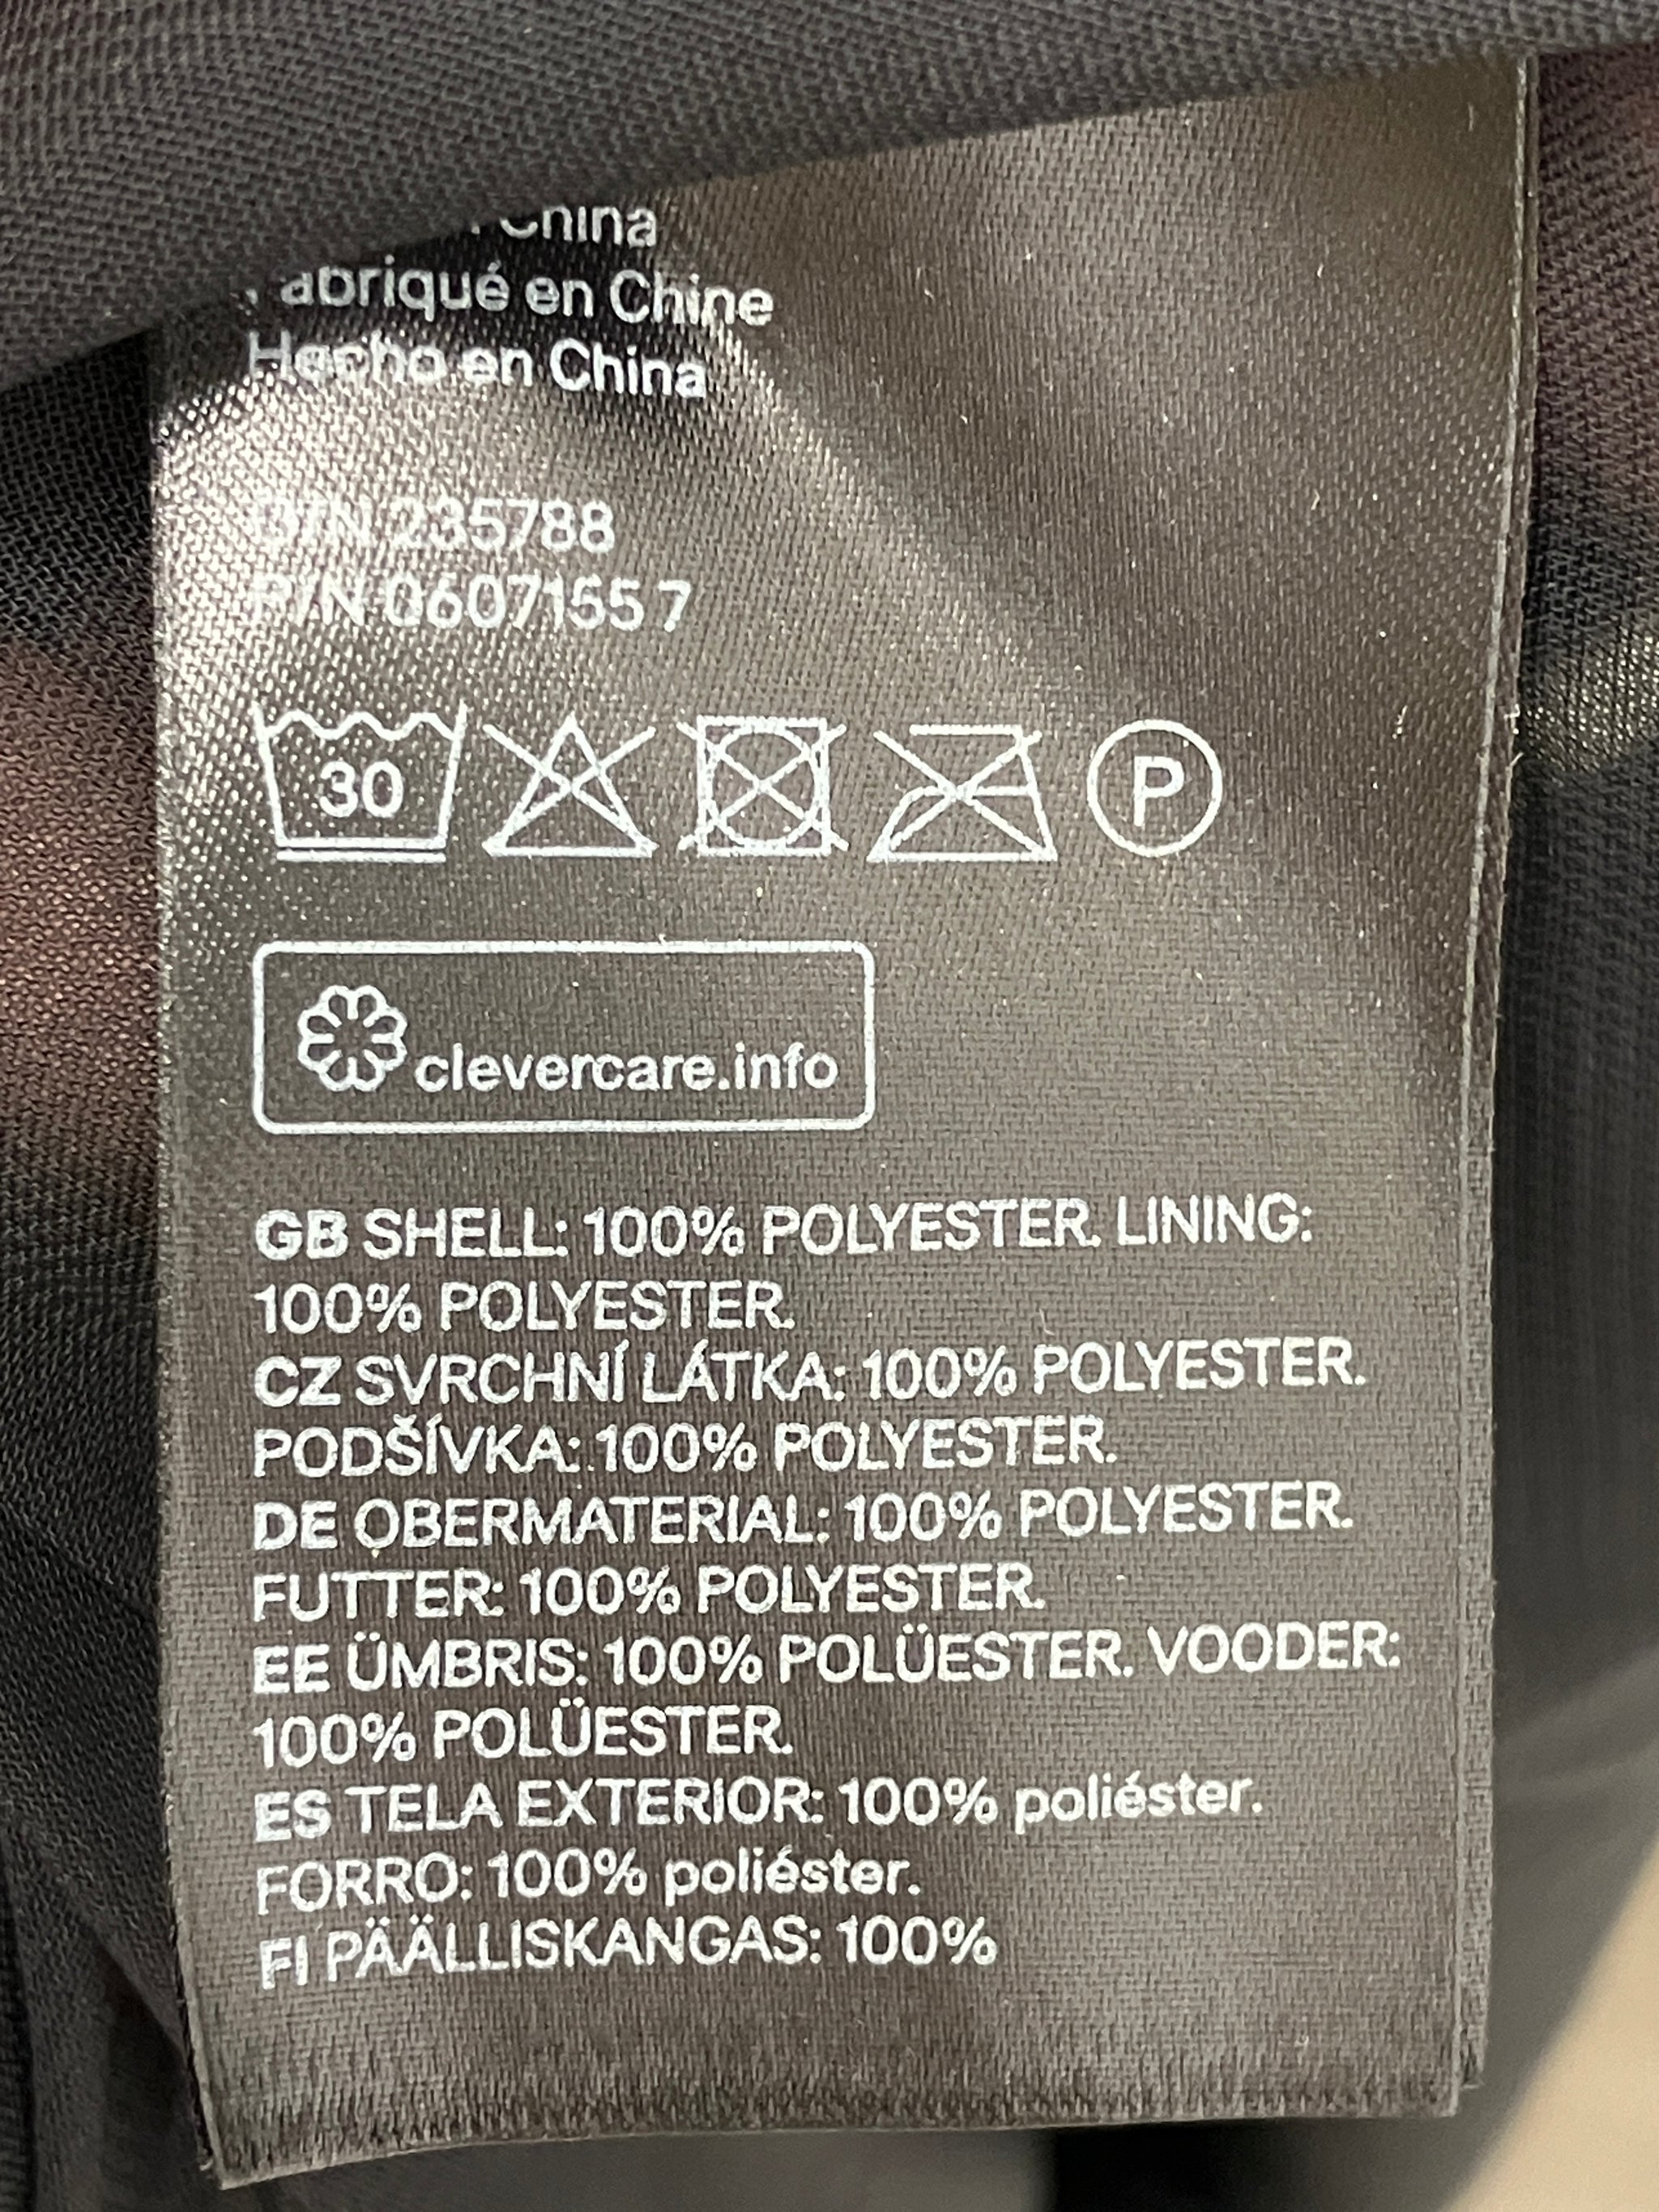 China
Fabriqué en Chine
Hecho en China
235788
P/N 06071557
30
P
clevercare.info
GB SHELL: 100% POLYESTER. LINING:
100% POLYESTER.
CZ SVRCHNÍ LÁTKA: 100% POLYESTER.
PODŠÍVKA: 100% POLYESTER.
DE OBERMATERIAL: 100% POLYESTER.
FUTTER: 100% POLYESTER.
EE ÜMBRIS: 100% POLÜESTER. VOODER:
100% POLÜESTER.
ES TELA EXTERIOR: 100% poliéster.
FORRO: 100% poliéster.
FI PÄÄLLISKANGAS: 100%